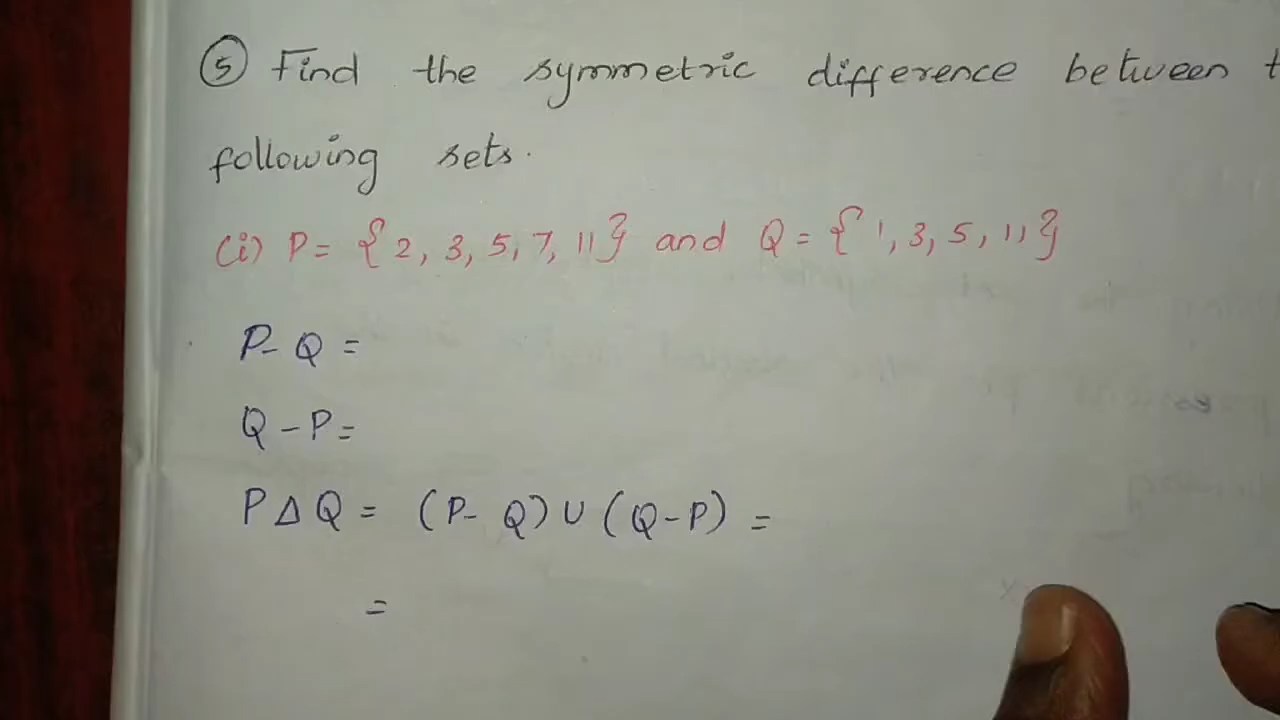 ⑤ Find the symmetric difference between
following sets.
(i) P = {2, 3, 5, 7, 11} and Q = {1, 3, 5, 11}
P - Q =
Q - P =
P Δ Q = (P - Q) ∪ (Q - P) =
=